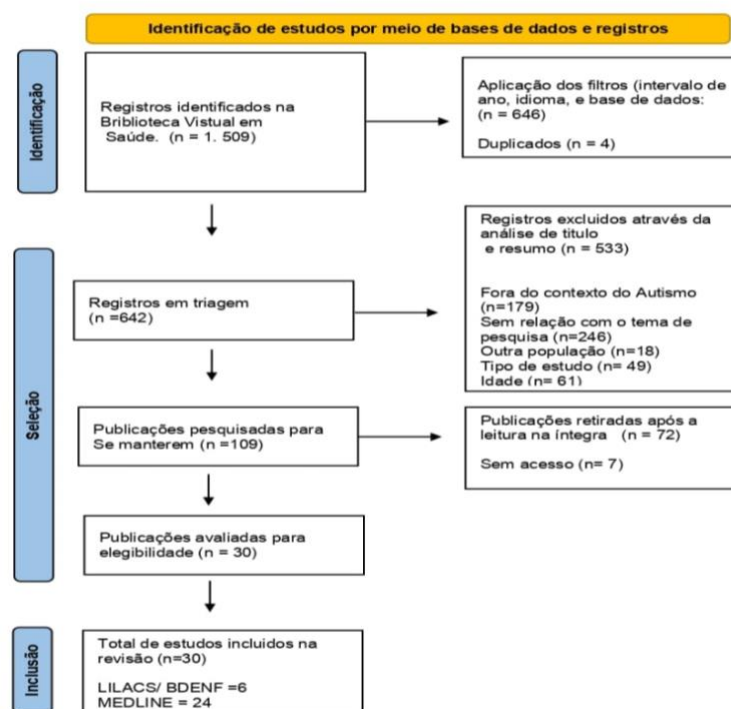 Identificação de estudos por meio de bases de dados e registros
Identificação
Registros identificados na
Briblioteca Vistual em
Saúde. (n = 1. 509)
Aplicação dos filtros (intervalo de
ano, idioma, e base de dados:
(n = 646)
Duplicados (n = 4)
Seleção
Registros em triagem
(n =642)
Registros excluidos através da
análise de titulo
e resumo (n = 533)
Fora do contexto do Autismo
(n=179)
Sem relação com o tema de
pesquisa (n=246)
Outra população (n=18)
Tipo de estudo (n= 49)
Idade (n= 61)
Publicações pesquisadas para
Se manterem (n =109)
Publicações retiradas após a
leitura na íntegra (n = 72)
Sem acesso (n= 7)
Publicações avaliadas para
elegibilidade (n = 30)
Inclusão
Total de estudos incluidos na
revisão (n=30)
LILACS/ BDENF =6
MEDLINE = 24